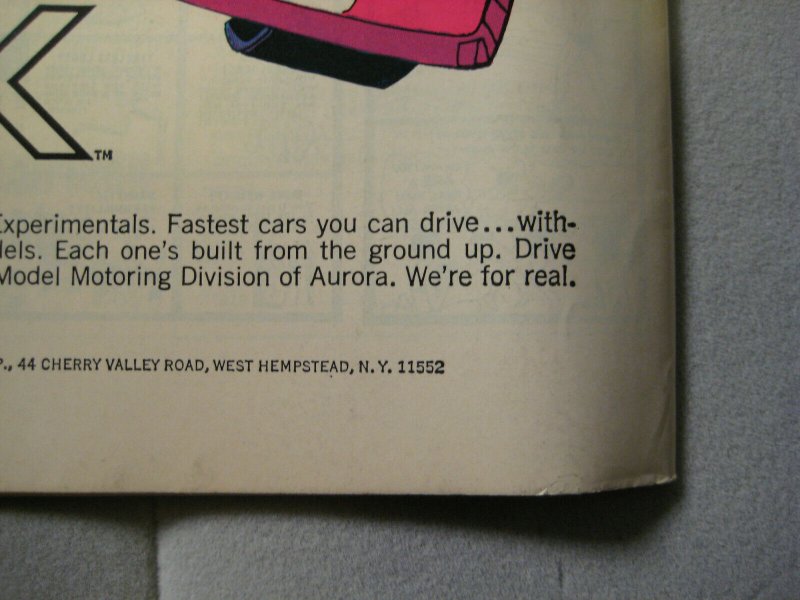 X™
Experimentals. Fastest cars you can drive...with-
dels. Each one's built from the ground up. Drive
Model Motoring Division of Aurora. We're for real.
P., 44 CHERRY VALLEY ROAD, WEST HEMPSTEAD, N.Y. 11552